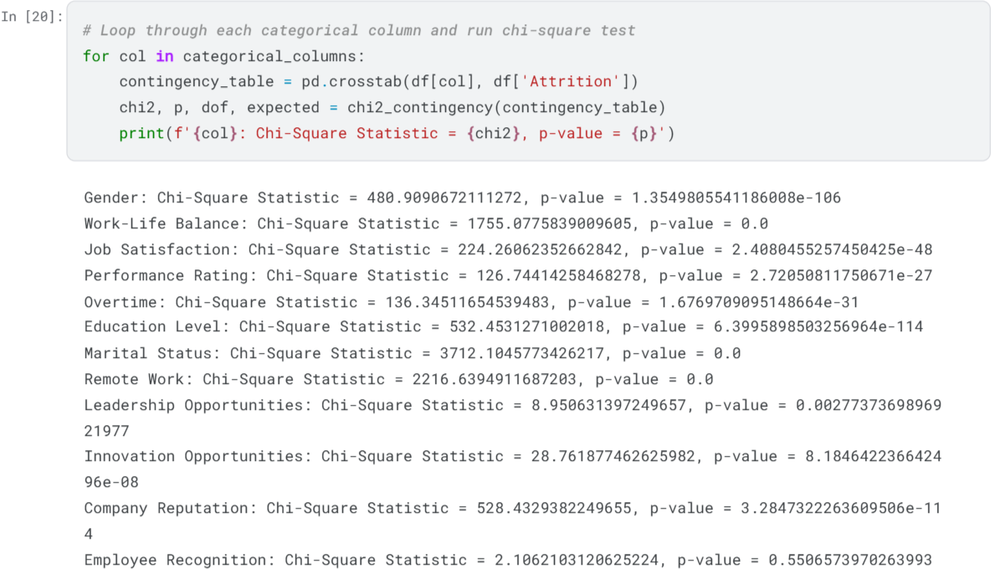 In [20]:
# Loop through each categorical column and run chi-square test
for col in categorical_columns:
    contingency_table = pd.crosstab(df[col], df['Attrition'])
    chi2, p, dof, expected = chi2_contingency(contingency_table)
    print(f'{col}: Chi-Square Statistic = {chi2}, p-value = {p}')
Gender: Chi-Square Statistic = 480.9090672111272, p-value = 1.3549805541186008e-106
Work-Life Balance: Chi-Square Statistic = 1755.0775839009605, p-value = 0.0
Job Satisfaction: Chi-Square Statistic = 224.26062352662842, p-value = 2.4080455257450425e-48
Performance Rating: Chi-Square Statistic = 126.74414258468278, p-value = 2.72050811750671e-27
Overtime: Chi-Square Statistic = 136.34511654539483, p-value = 1.6769709095148664e-31
Education Level: Chi-Square Statistic = 532.4531271002018, p-value = 6.3995898503256964e-114
Marital Status: Chi-Square Statistic = 3712.1045773426217, p-value = 0.0
Remote Work: Chi-Square Statistic = 2216.6394911687203, p-value = 0.0
Leadership Opportunities: Chi-Square Statistic = 8.950631397249657, p-value = 0.00277373698969
21977
Innovation Opportunities: Chi-Square Statistic = 28.761877462625982, p-value = 8.1846422366424
96e-08
Company Reputation: Chi-Square Statistic = 528.4329382249655, p-value = 3.2847322263609506e-11
4
Employee Recognition: Chi-Square Statistic = 2.1062103120625224, p-value = 0.5506573970263993